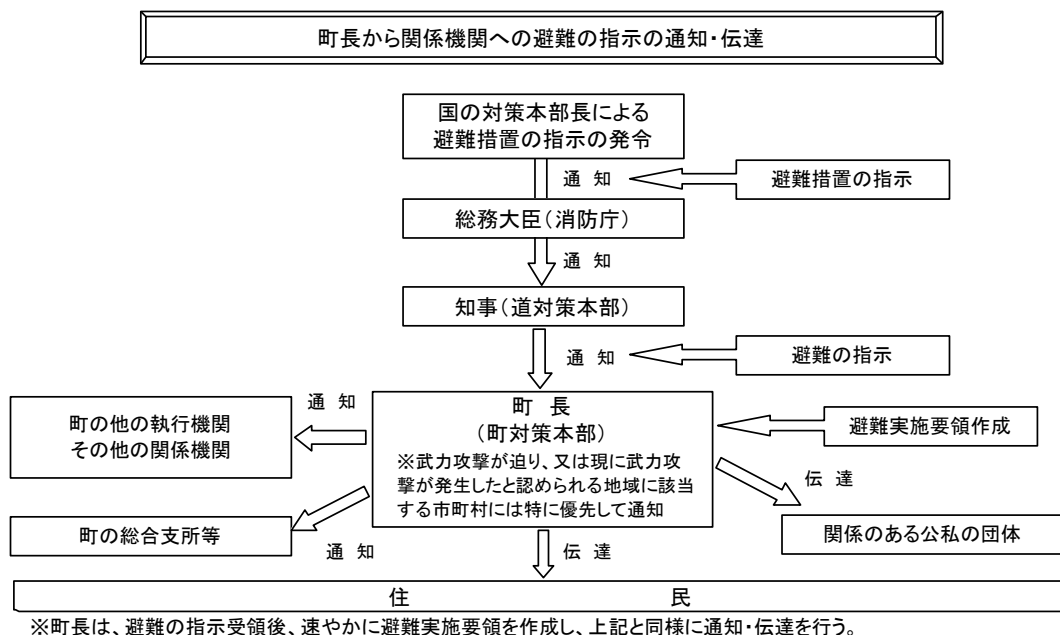 町長から関係機関への避難の指示の通知・伝達
国の対策本部長による
避難措置の指示の発令
通 知
避難措置の指示
総務大臣(消防庁)
通 知
知事(道対策本部)
通 知
避難の指示
通 知
町の他の執行機関
その他の関係機関
町 長
(町対策本部)
※武力攻撃が迫り、又は現に武力攻
撃が発生したと認められる地域に該当
する市町村には特に優先して通知
避難実施要領作成
伝 達
町の総合支所等
通 知
伝 達
関係のある公私の団体
住 民
※町長は、避難の指示受領後、速やかに避難実施要領を作成し、上記と同様に通知・伝達を行う。